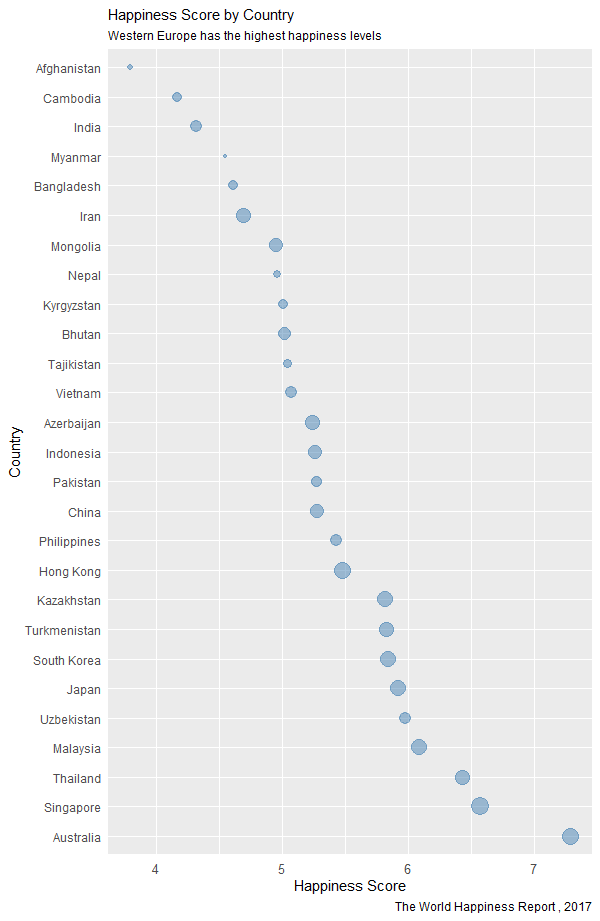 Happiness Score by Country
Western Europe has the highest happiness levels
Afghanistan
Cambodia
India
Myanmar
Bangladesh
Iran
Mongolia
Nepal
Kyrgyzstan
Bhutan
Tajikistan
Vietnam
Azerbaijan
Indonesia
Pakistan
China
Philippines
Hong Kong
Kazakhstan
Turkmenistan
South Korea
Japan
Uzbekistan
Malaysia
Thailand
Singapore
Australia
Country
4 5 6 7
Happiness Score
The World Happiness Report , 2017